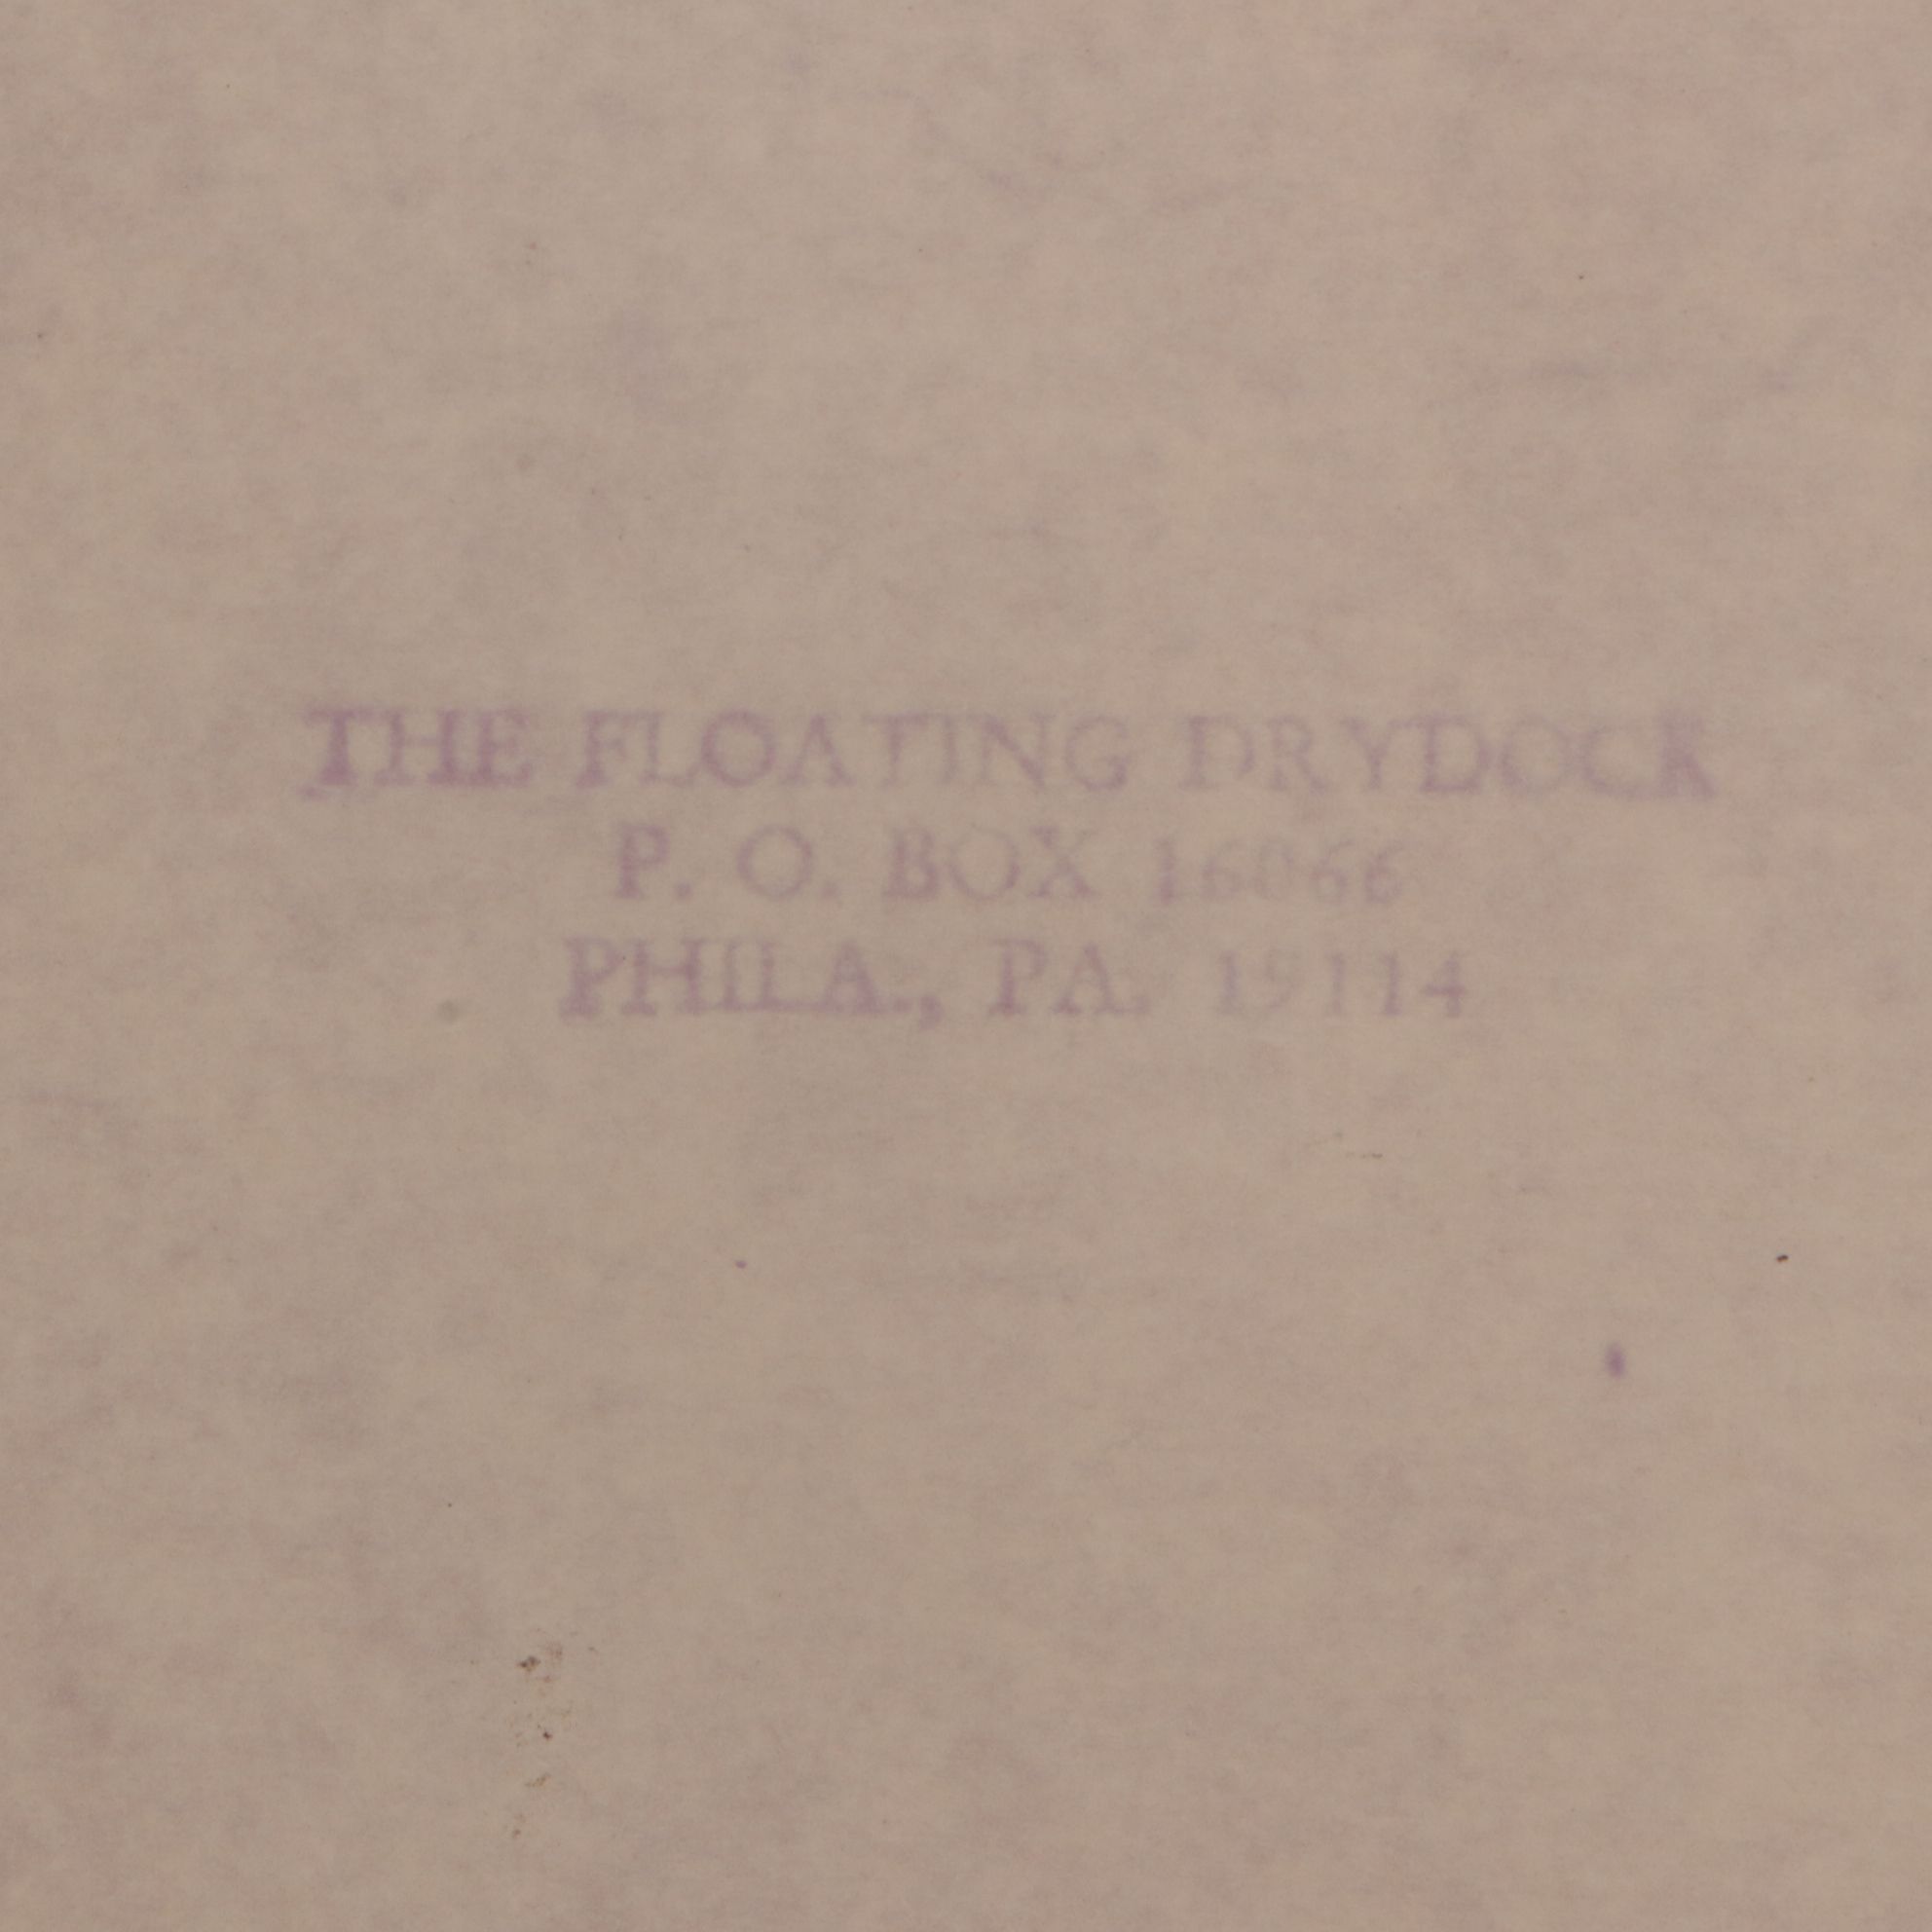 THE FLOATING DRYDOCK
P. O. BOX 16066
PHILA., PA. 19114